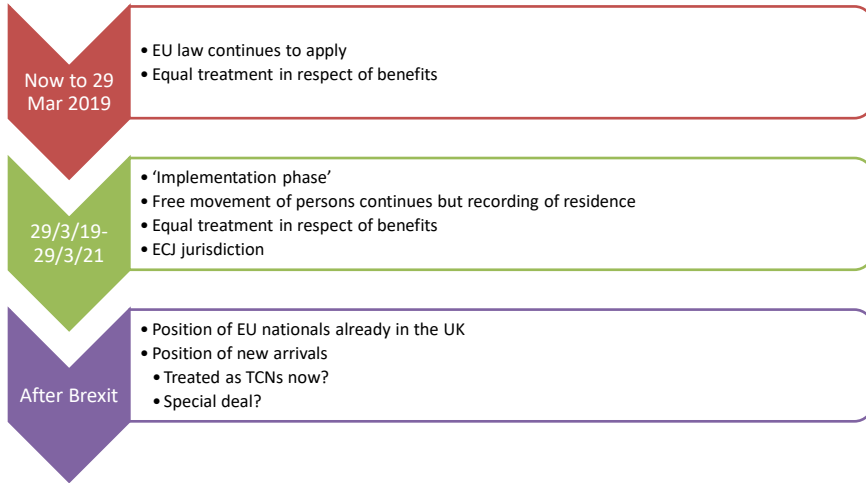 Now to 29
Mar 2019
• EU law continues to apply
• Equal treatment in respect of benefits
29/3/19-
29/3/21
• ‘Implementation phase’
• Free movement of persons continues but recording of residence
• Equal treatment in respect of benefits
• ECJ jurisdiction
After Brexit
• Position of EU nationals already in the UK
• Position of new arrivals
• Treated as TCNs now?
• Special deal?